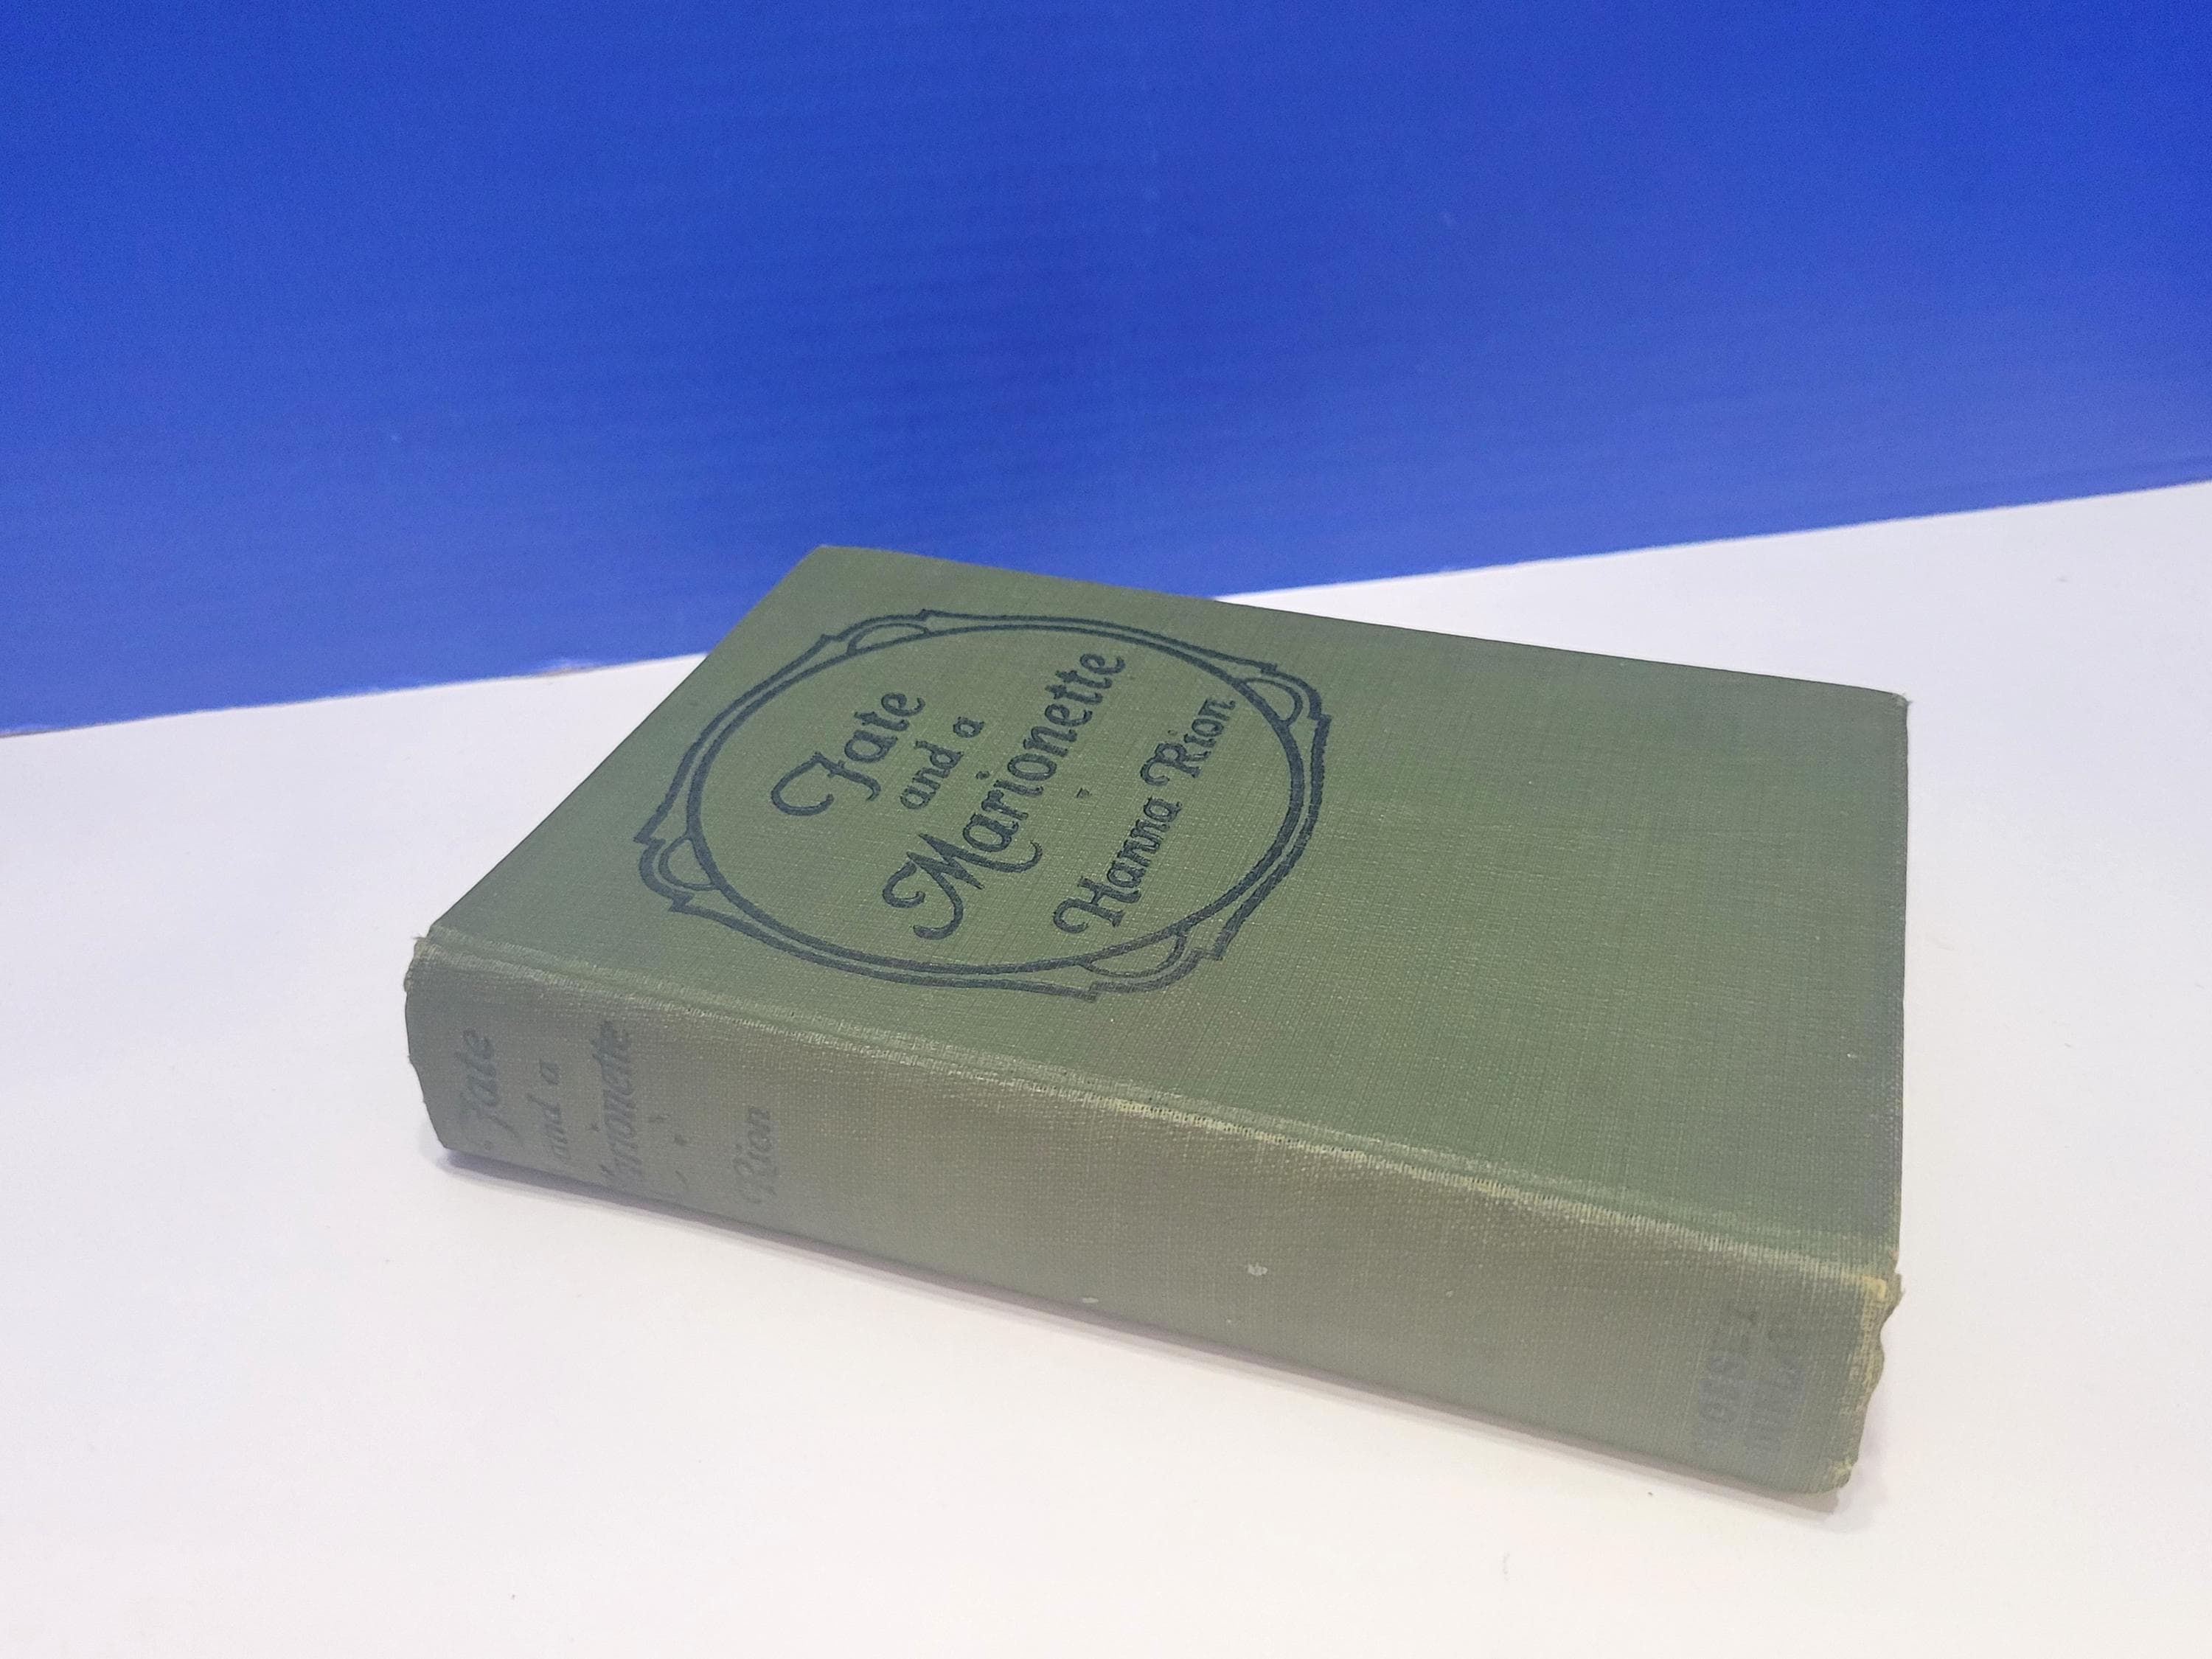 Fate
and a
Marionette
Hanna Rion
Fate
and a
Rion